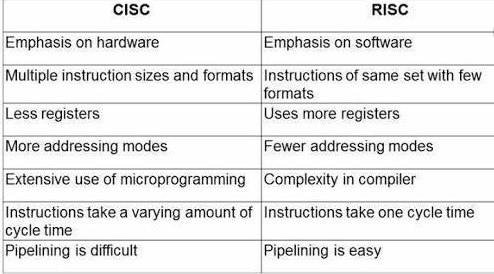 CISC RISC
Emphasis on hardware Emphasis on software
Multiple instruction sizes and formats Instructions of same set with few
formats
Less registers Uses more registers
More addressing modes Fewer addressing modes
Extensive use of microprogramming Complexity in compiler
Instructions take a varying amount of Instructions take one cycle time
cycle time
Pipelining is difficult Pipelining is easy